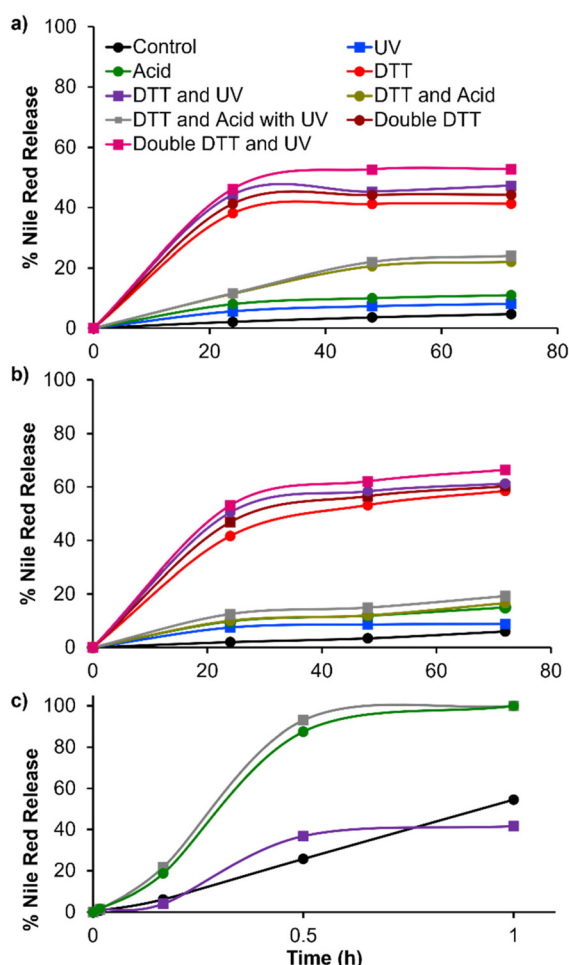 a)
100
80
60
40
20
0
% Nile Red Release
Control
UV
Acid
DTT
DTT and UV
DTT and Acid
DTT and Acid with UV
Double DTT
Double DTT and UV
0 20 40 60 80
b)
100
80
60
40
20
0
% Nile Red Release
0 20 40 60 80
c)
100
80
60
40
20
0
% Nile Red Release
0 0.5 1
Time (h)